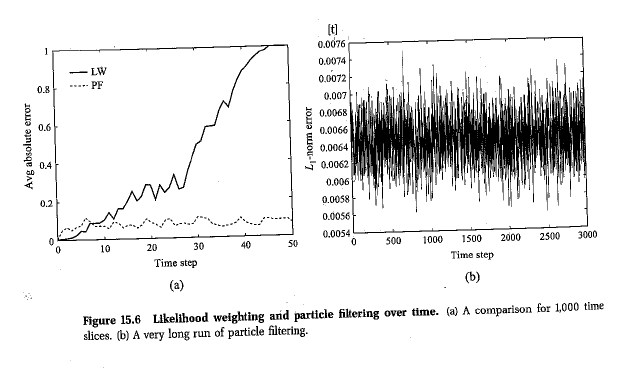 [t]
1
0.8
0.6
0.4
0.2
0
LW
PF
Avg absolute error
0 10 20 30 40 50
Time step
(a)
0.0076
0.0074
0.0072
0.007
0.0068
0.0066
0.0064
0.0062
0.006
0.0058
0.0056
0.0054
L1-norm error
0 500 1000 1500 2000 2500 3000
Time step
(b)
Figure 15.6 Likelihood weighting and particle filtering over time. (a) A comparison for 1,000 time
slices. (b) A very long run of particle filtering.